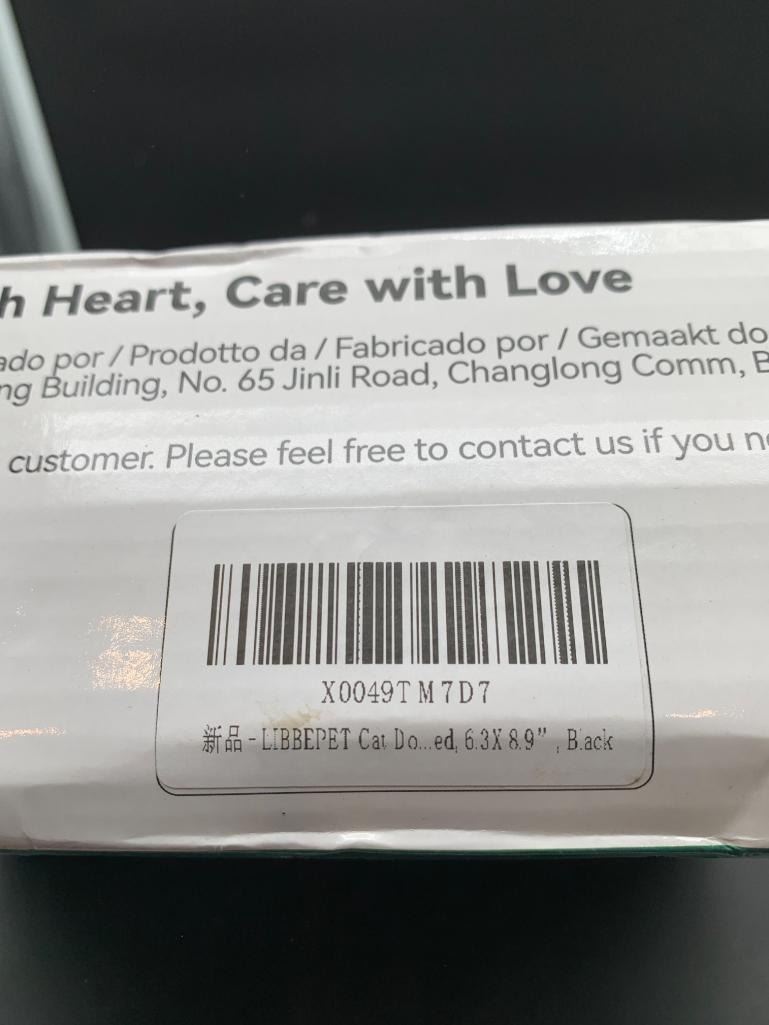 h Heart, Care with Love
ado por / Prodotto da / Fabricado por / Gemaakt do
ng Building, No. 65 Jinli Road, Changlong Comm, B
customer. Please feel free to contact us if you n
X0049TM7D7
新品 - LIBBEPET Cat Do...ed, 6.3X 8.9" , Black